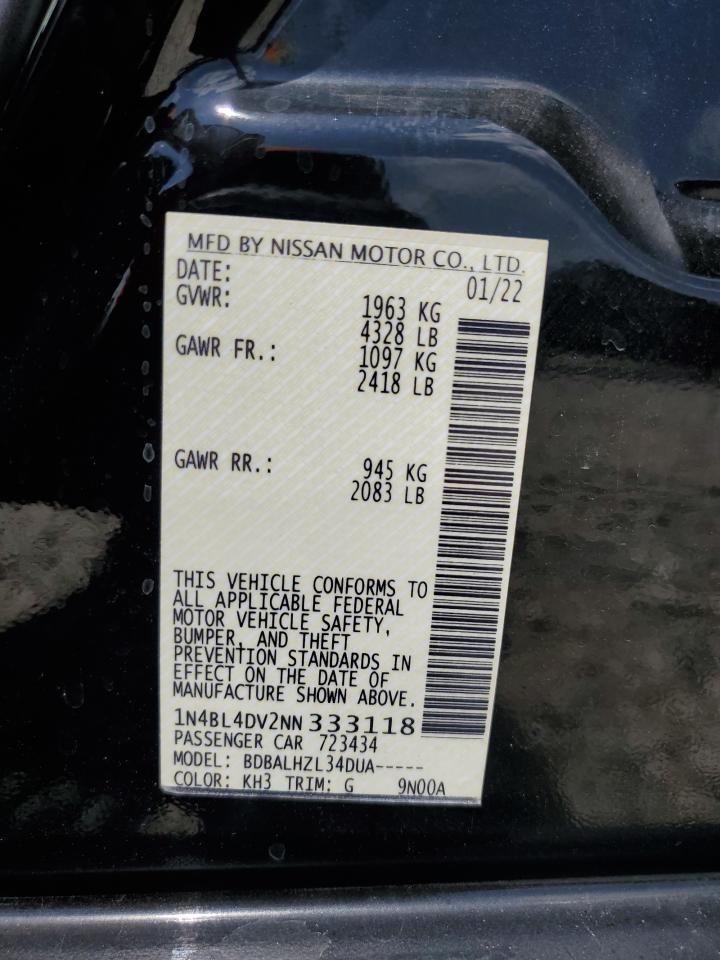 MFD BY NISSAN MOTOR CO., LTD.
DATE: 01/22
GVWR: 1963 KG
4328 LB
GAWR FR.: 1097 KG
2418 LB
GAWR RR.: 945 KG
2083 LB
THIS VEHICLE CONFORMS TO
ALL APPLICABLE FEDERAL
MOTOR VEHICLE SAFETY,
BUMPER, AND THEFT
PREVENTION STANDARDS IN
EFFECT ON THE DATE OF
MANUFACTURE SHOWN ABOVE.
1N4BL4DV2NN333118
PASSENGER CAR 723434
MODEL: BDBALHZL34DUA-----
COLOR: KH3 TRIM: G 9N00A